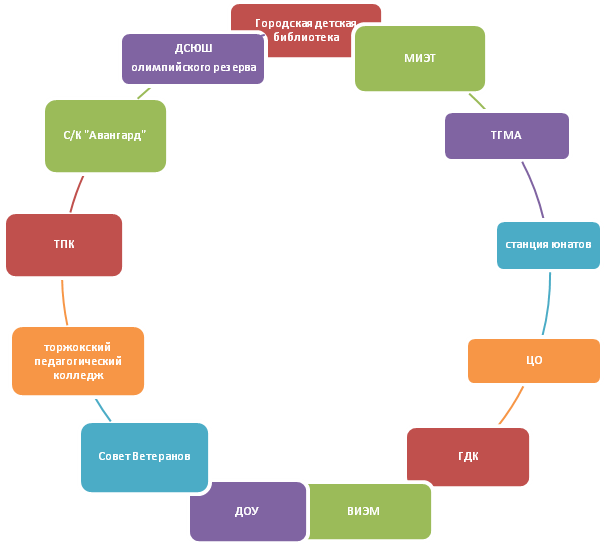 Городская детская
библиотека
МИЭТ
ТГМА
станция юнатов
ЦО
ГДК
ВИЭМ
ДОУ
Совет Ветеранов
торжокский
педагогический
колледж
ТПК
С/К "Авангард"
ДСЮШ
олимпийского резерва